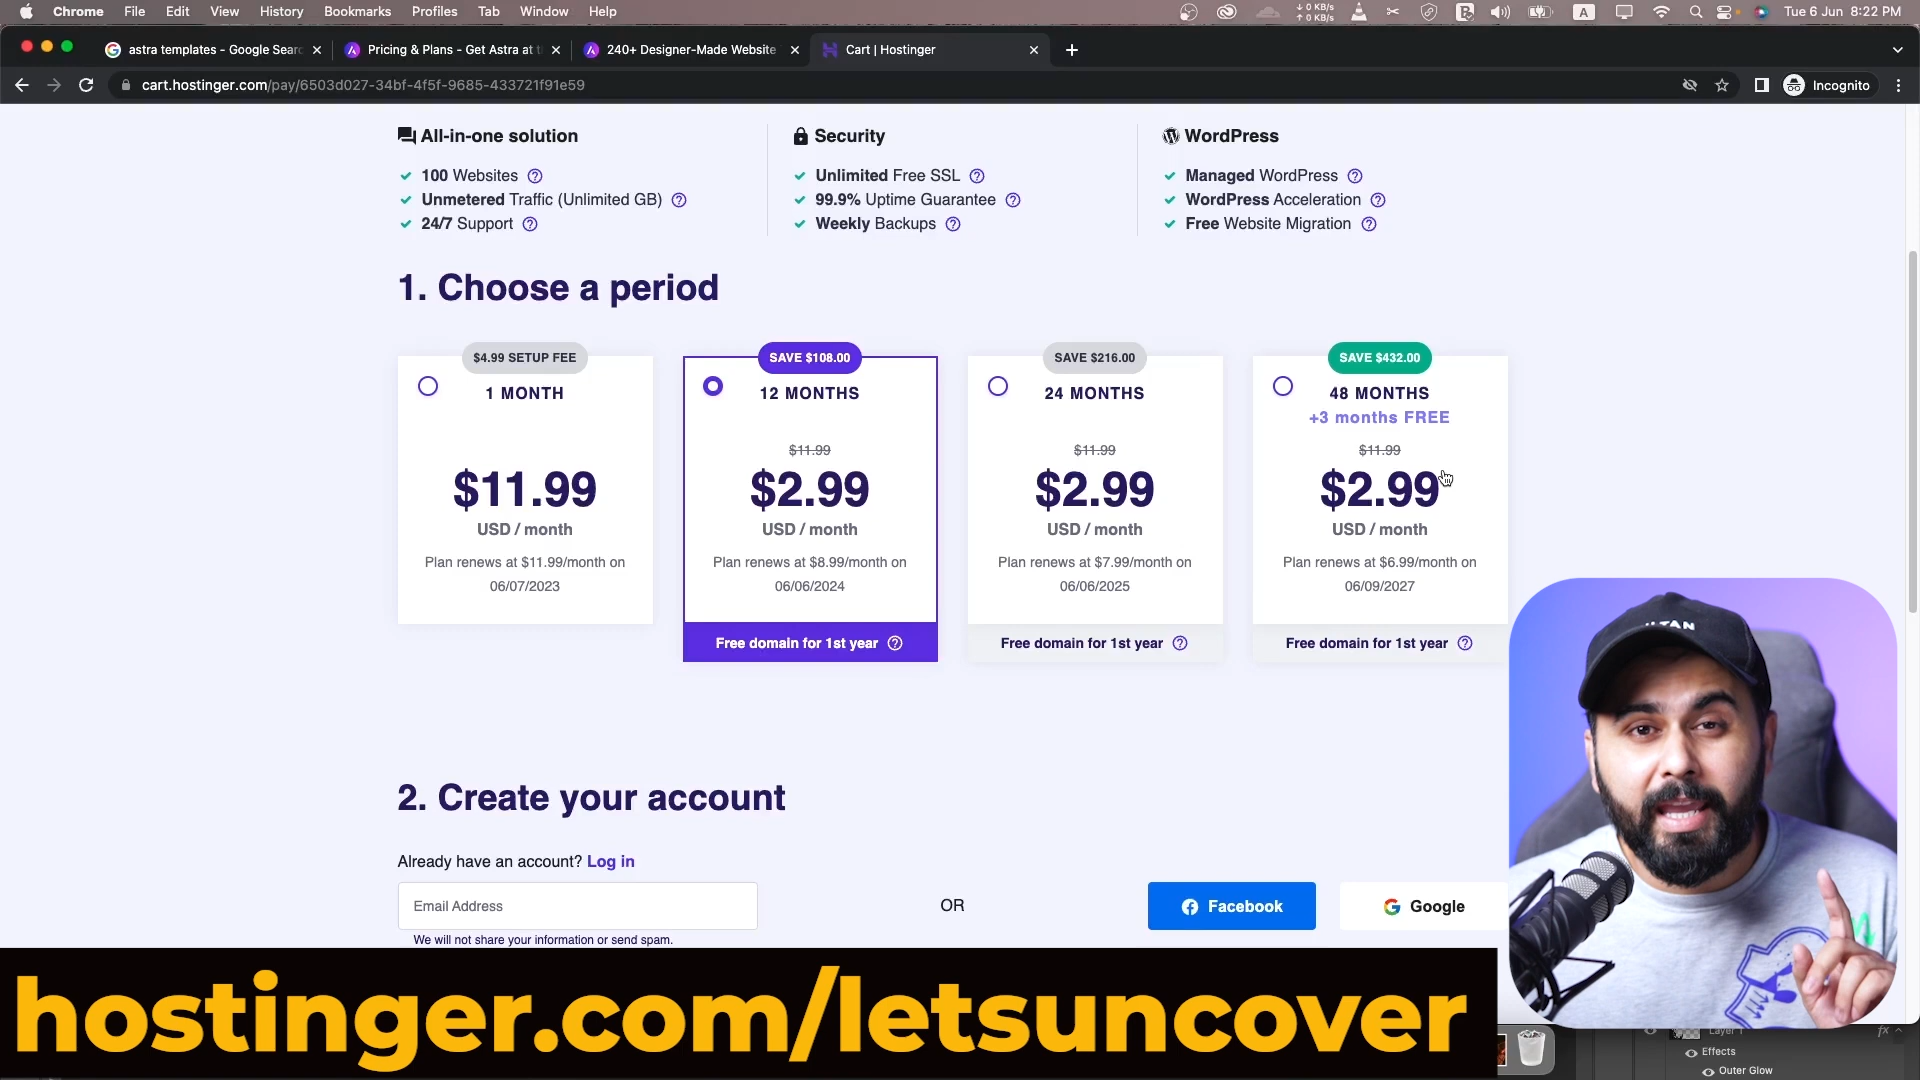 Chrome File Edit View History Bookmarks Profiles Tab Window Help
0 KB/s
0 KB/s
A
Tue 6 Jun 8:22 PM
astra templates - Google Searc
Pricing & Plans - Get Astra at t
240+ Designer-Made Website
Cart | Hostinger
cart.hostinger.com/pay/6503d027-34bf-4f5f-9685-433721f91e59
Incognito
All-in-one solution
100 Websites
Unmetered Traffic (Unlimited GB)
24/7 Support
Security
Unlimited Free SSL
99.9% Uptime Guarantee
Weekly Backups
WordPress
Managed WordPress
WordPress Acceleration
Free Website Migration
1. Choose a period
$4.99 SETUP FEE
1 MONTH
$11.99
USD / month
Plan renews at $11.99/month on
06/07/2023
SAVE $108.00
12 MONTHS
$11.99
$2.99
USD / month
Plan renews at $8.99/month on
06/06/2024
Free domain for 1st year
SAVE $216.00
24 MONTHS
$11.99
$2.99
USD / month
Plan renews at $7.99/month on
06/06/2025
Free domain for 1st year
SAVE $432.00
48 MONTHS
+3 months FREE
$11.99
$2.99
USD / month
Plan renews at $6.99/month on
06/09/2027
Free domain for 1st year
2. Create your account
Already have an account? Log in
Email Address
OR
Facebook
Google
We will not share your information or send spam.
hostinger.com/letsuncover
fx
Effects
Outer Glow